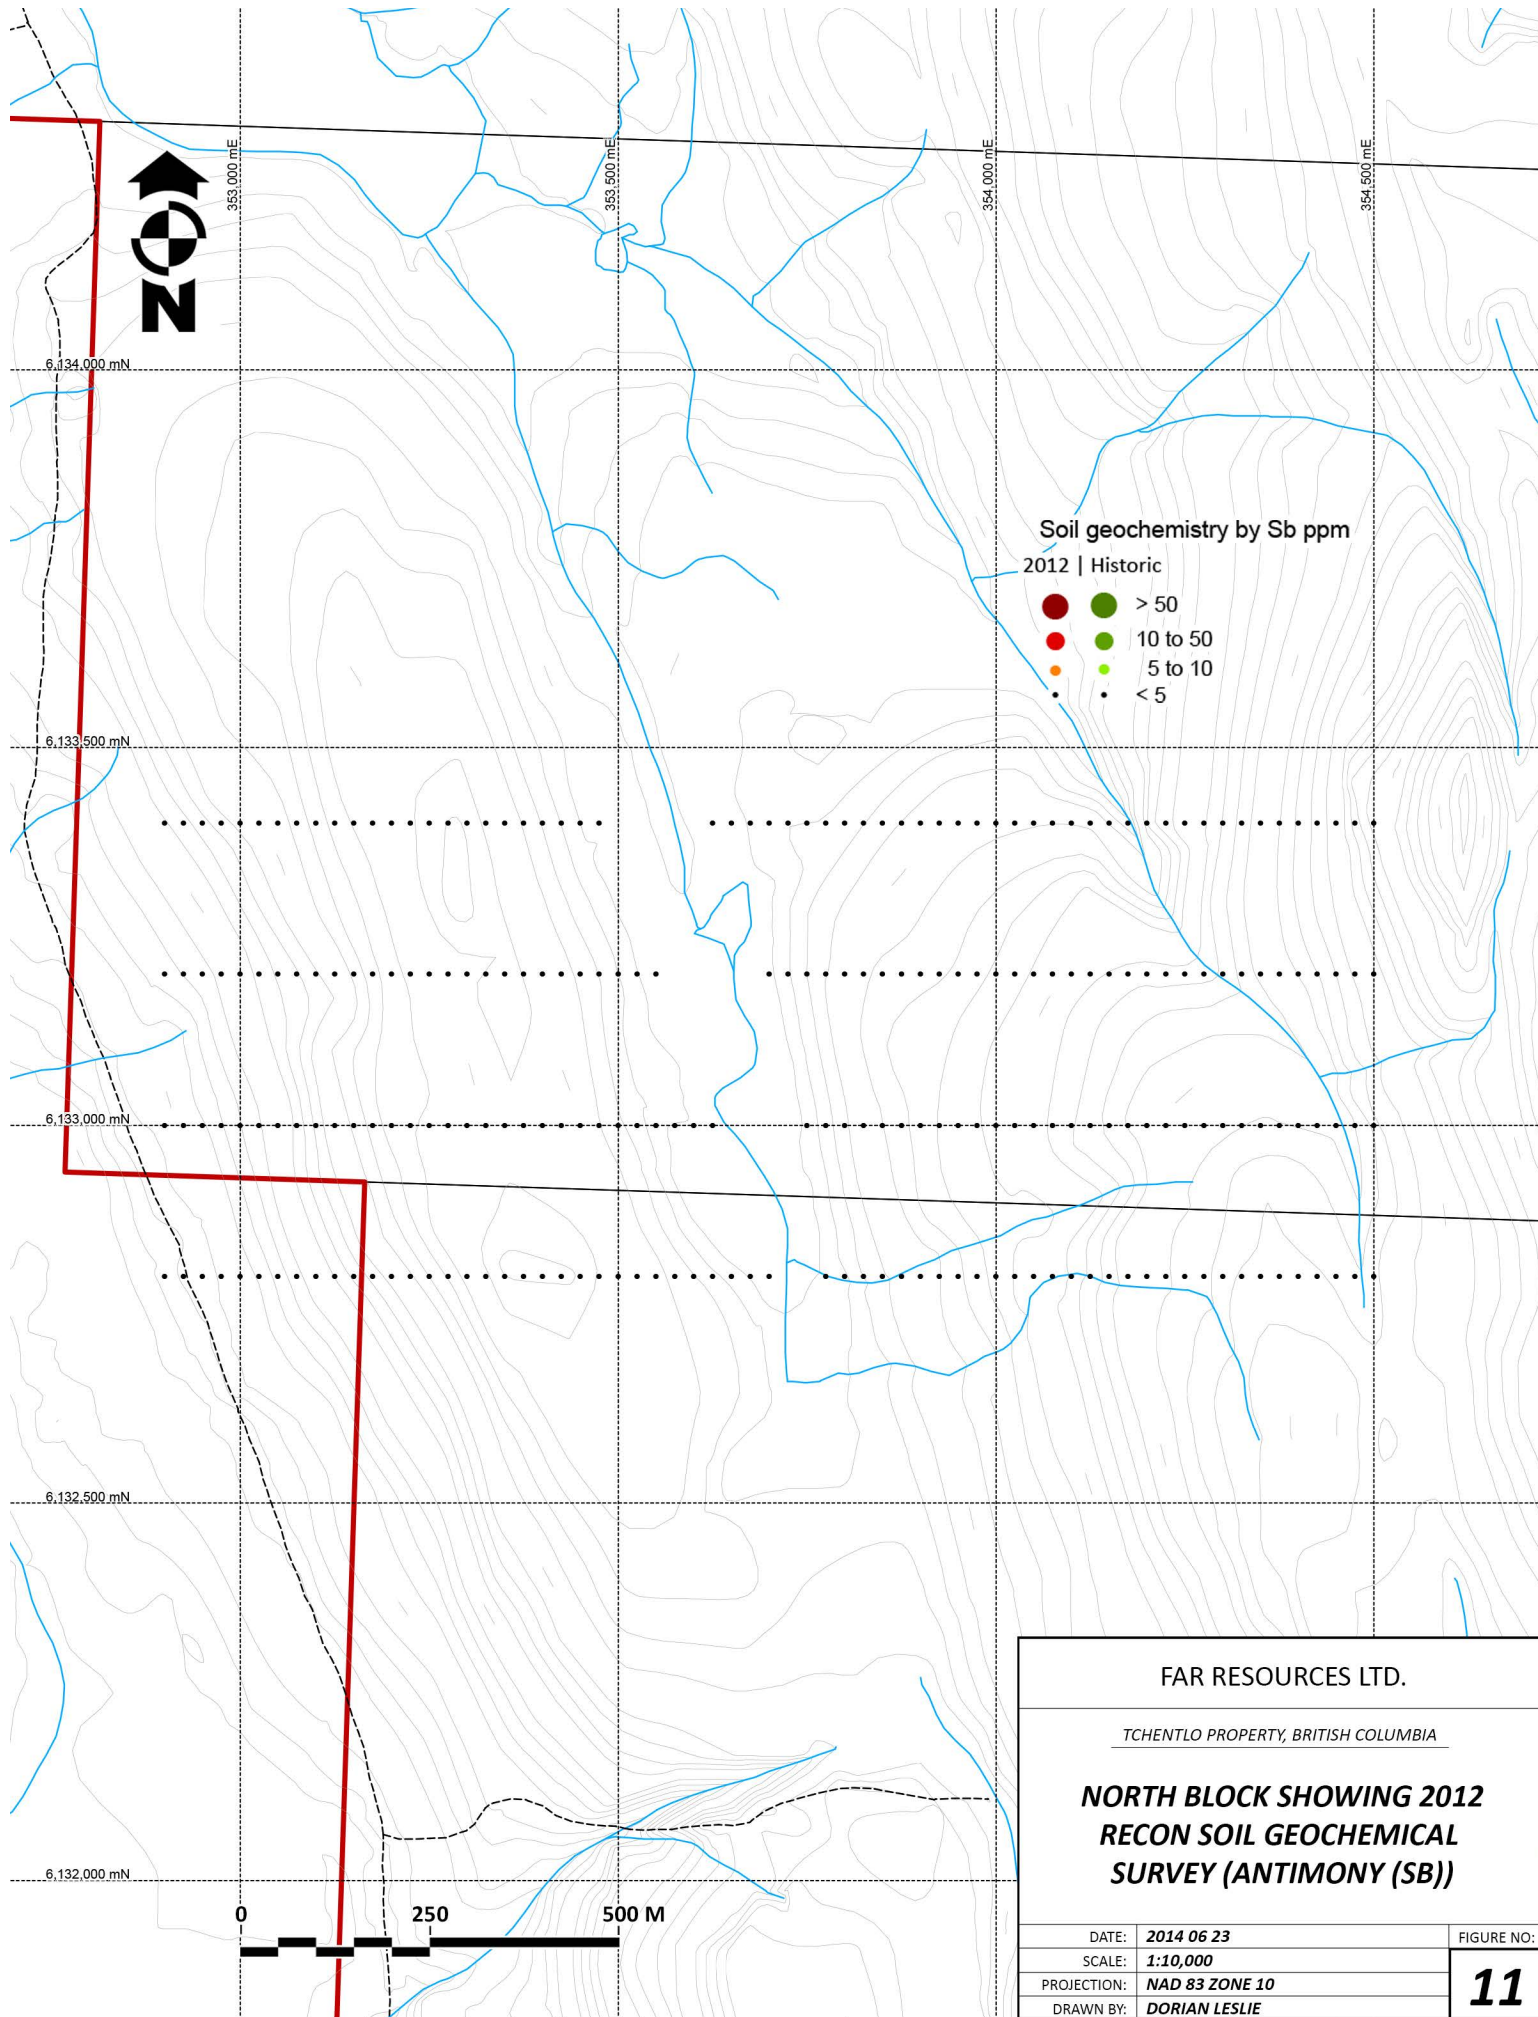 353,000 mE
353,500 mE
354,000 mE
354,500 mE
N
6,134,000 mN
Soil geochemistry by Sb ppm
2012 | Historic
> 50
10 to 50
5 to 10
< 5
6,133,500 mN
6,133,000 mN
6,132,500 mN
6,132,000 mN
0 250 500 M
FAR RESOURCES LTD.
TCHENTLO PROPERTY, BRITISH COLUMBIA
NORTH BLOCK SHOWING 2012
RECON SOIL GEOCHEMICAL
SURVEY (ANTIMONY (SB))
DATE: 2014 06 23
SCALE: 1:10,000
PROJECTION: NAD 83 ZONE 10
DRAWN BY: DORIAN LESLIE
FIGURE NO:
11